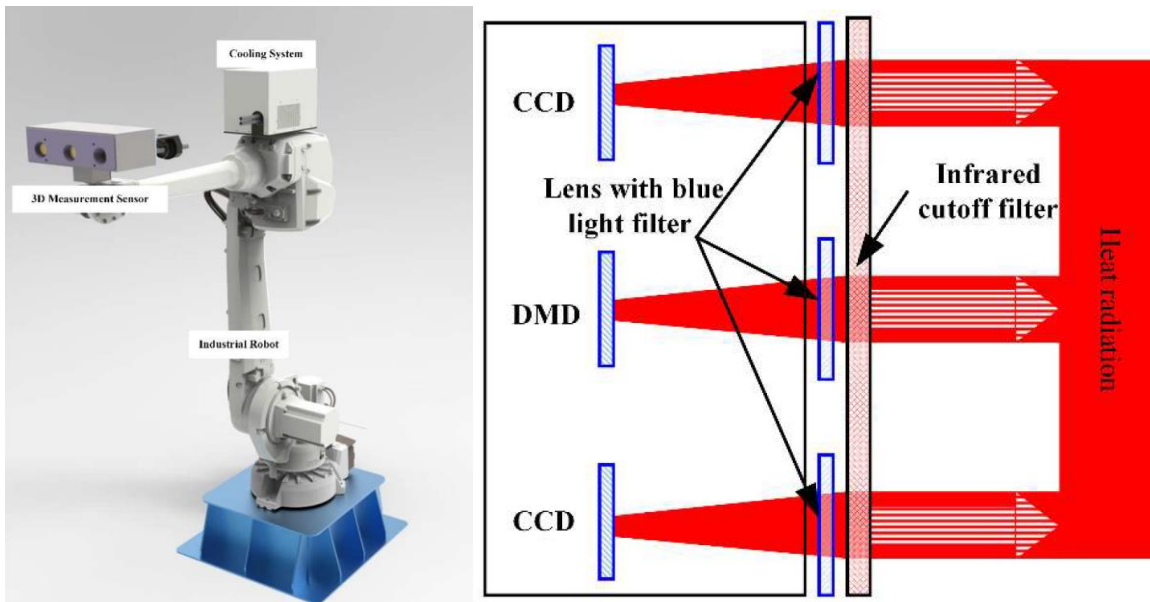 Cooling System
3D Measurement Sensor
Industrial Robot
CCD
Lens with blue
light filter
Infrared
cutoff filter
DMD
Heat radiation
CCD